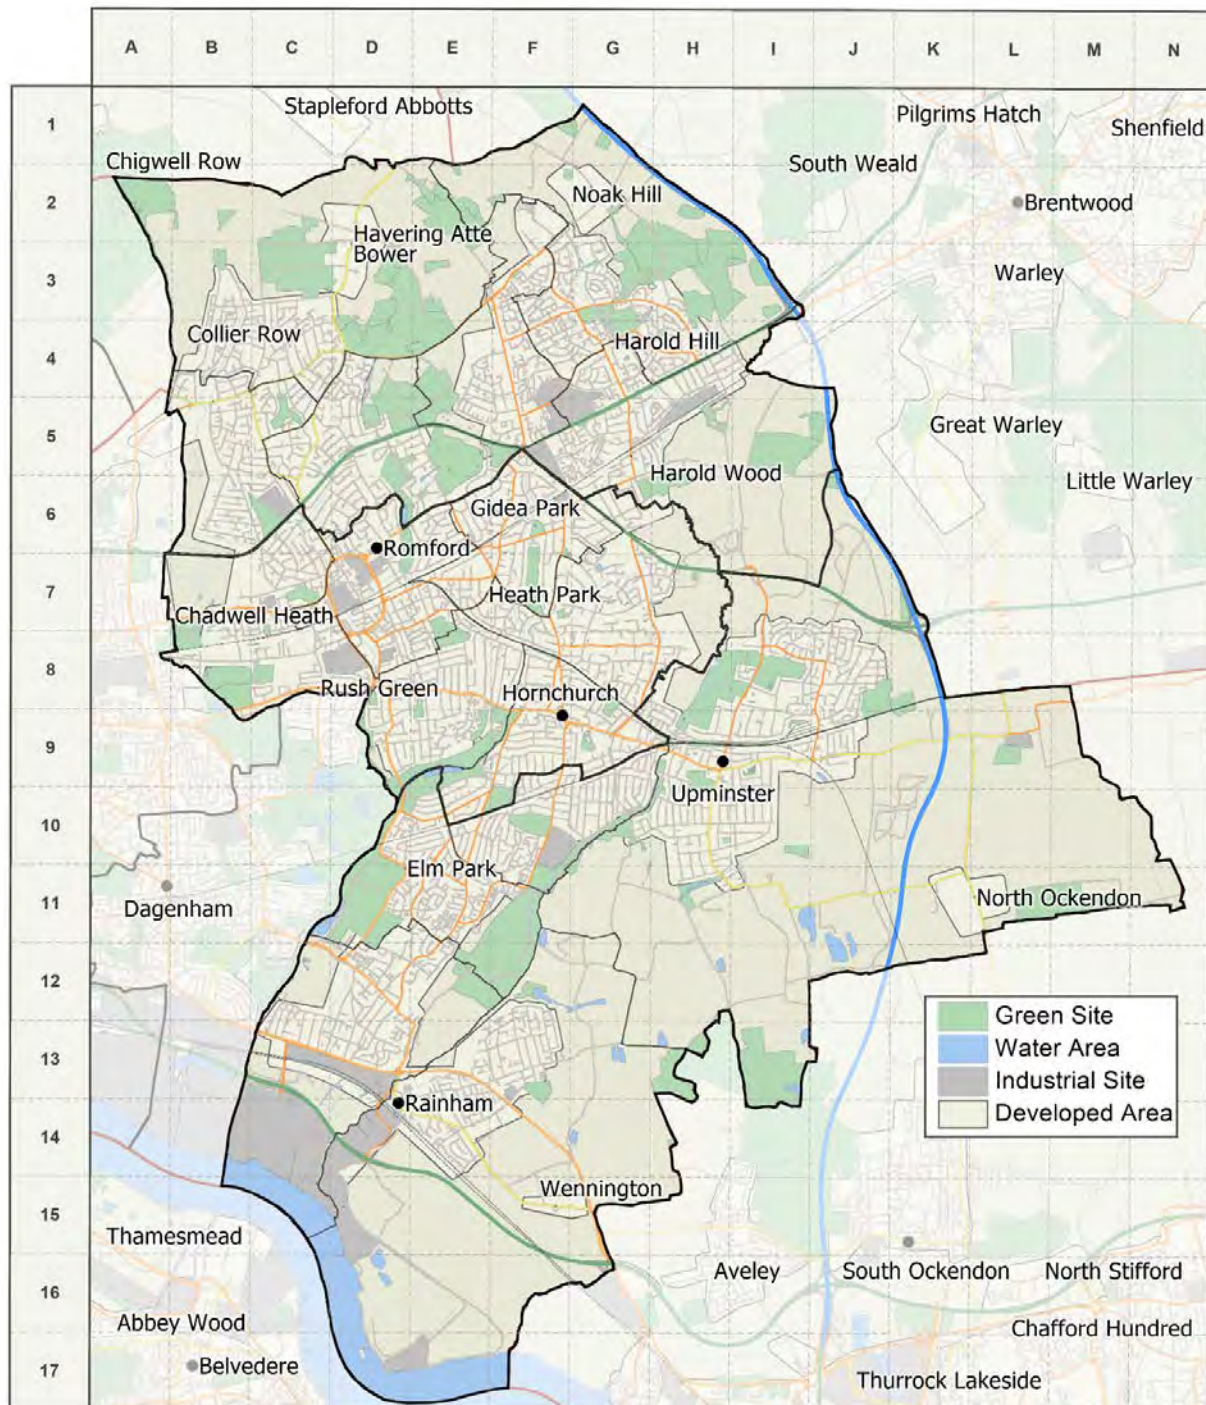 A B C D E F G H I J K L M N
1
Stapleford Abbotts
Pilgrims Hatch
Shenfield
Chigwell Row
South Weald
2
Noak Hill
Brentwood
Havering Atte
Bower
3
Warley
Collier Row
Harold Hill
4
Great Warley
5
Harold Wood
Little Warley
6
Gidea Park
Romford
7
Heath Park
Chadwell Heath
8
Rush Green
Hornchurch
9
Upminster
10
Elm Park
11
North Ockendon
Dagenham
12
Green Site
13
Water Area
Industrial Site
Rainham
Developed Area
14
Wennington
15
Thamesmead
Aveley
South Ockendon
North Stifford
16
Abbey Wood
Chafford Hundred
17
Belvedere
Thurrock Lakeside